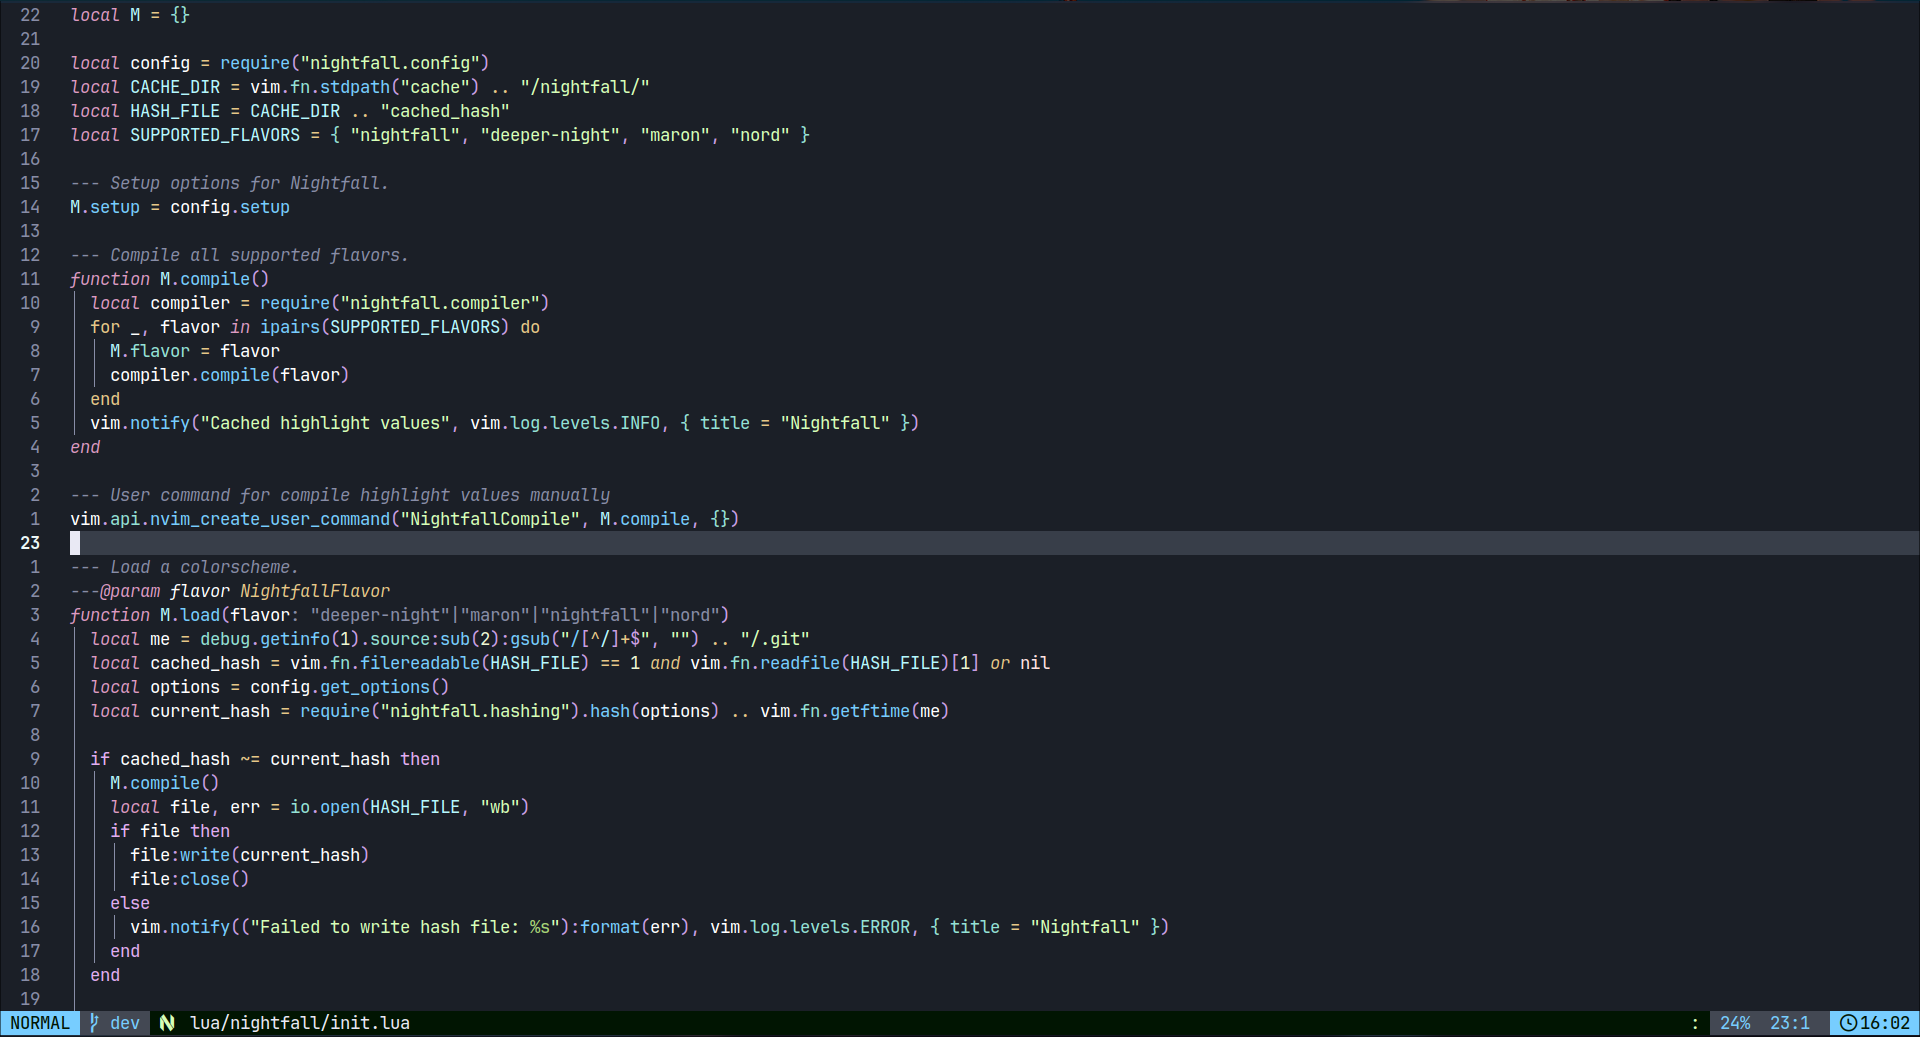 22 local M = {}
21
20 local config = require("nightfall.config")
19 local CACHE_DIR = vim.fn.stdpath("cache") .. "/nightfall/"
18 local HASH_FILE = CACHE_DIR .. "cached_hash"
17 local SUPPORTED_FLAVORS = { "nightfall", "deeper-night", "maron", "nord" }
16
15 --- Setup options for Nightfall.
14 M.setup = config.setup
13
12 --- Compile all supported flavors.
11 function M.compile()
10   local compiler = require("nightfall.compiler")
9   for _, flavor in ipairs(SUPPORTED_FLAVORS) do
8     M.flavor = flavor
7     compiler.compile(flavor)
6   end
5   vim.notify("Cached highlight values", vim.log.levels.INFO, { title = "Nightfall" })
4 end
3
2 --- User command for compile highlight values manually
1 vim.api.nvim_create_user_command("NightfallCompile", M.compile, {})
23
1 --- Load a colorscheme.
2 ---@param flavor NightfallFlavor
3 function M.load(flavor: "deeper-night"|"maron"|"nightfall"|"nord")
4   local me = debug.getinfo(1).source:sub(2):gsub("/[^/]+$", "") .. "/.git"
5   local cached_hash = vim.fn.filereadable(HASH_FILE) == 1 and vim.fn.readfile(HASH_FILE)[1] or nil
6   local options = config.get_options()
7   local current_hash = require("nightfall.hashing").hash(options) .. vim.fn.getftime(me)
8
9   if cached_hash ~= current_hash then
10     M.compile()
11     local file, err = io.open(HASH_FILE, "wb")
12     if file then
13       file:write(current_hash)
14       file:close()
15     else
16       vim.notify(("Failed to write hash file: %s"):format(err), vim.log.levels.ERROR, { title = "Nightfall" })
17     end
18   end
19
NORMAL dev lua/nightfall/init.lua : 24% 23:1 16:02